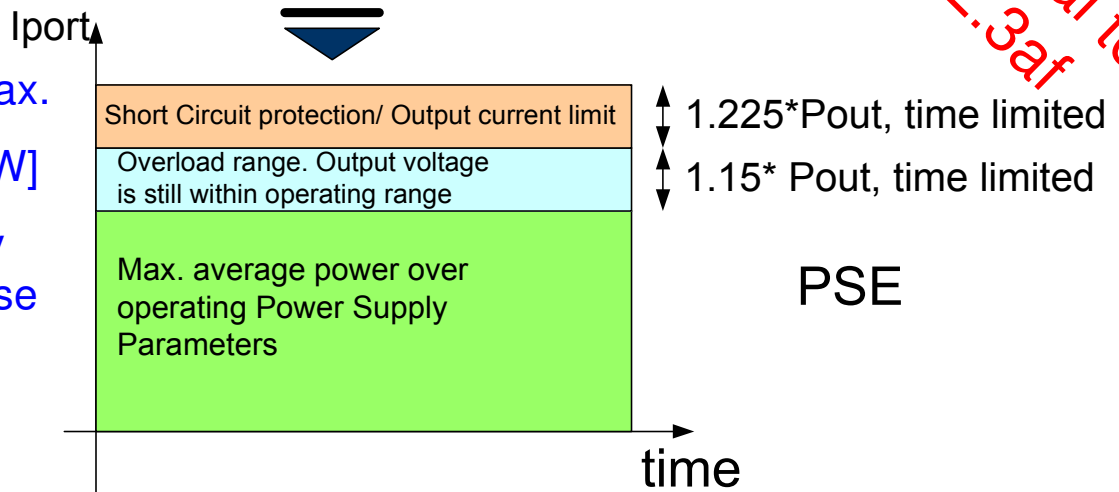 Iport
ax.
W]
se
Short Circuit protection/ Output current limit
Overload range. Output voltage
is still within operating range
Max. average power over
operating Power Supply
Parameters
1.225*Pout, time limited
1.15* Pout, time limited
PSE
time
al to
.3af